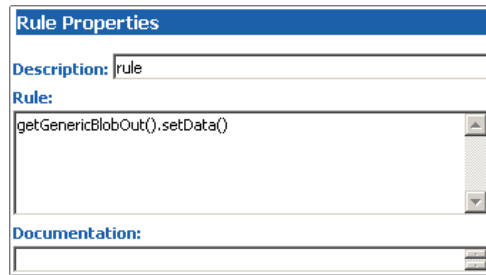 Rule Properties
Description: rule
Rule:
getGenericBlobOut().setData()
Documentation: